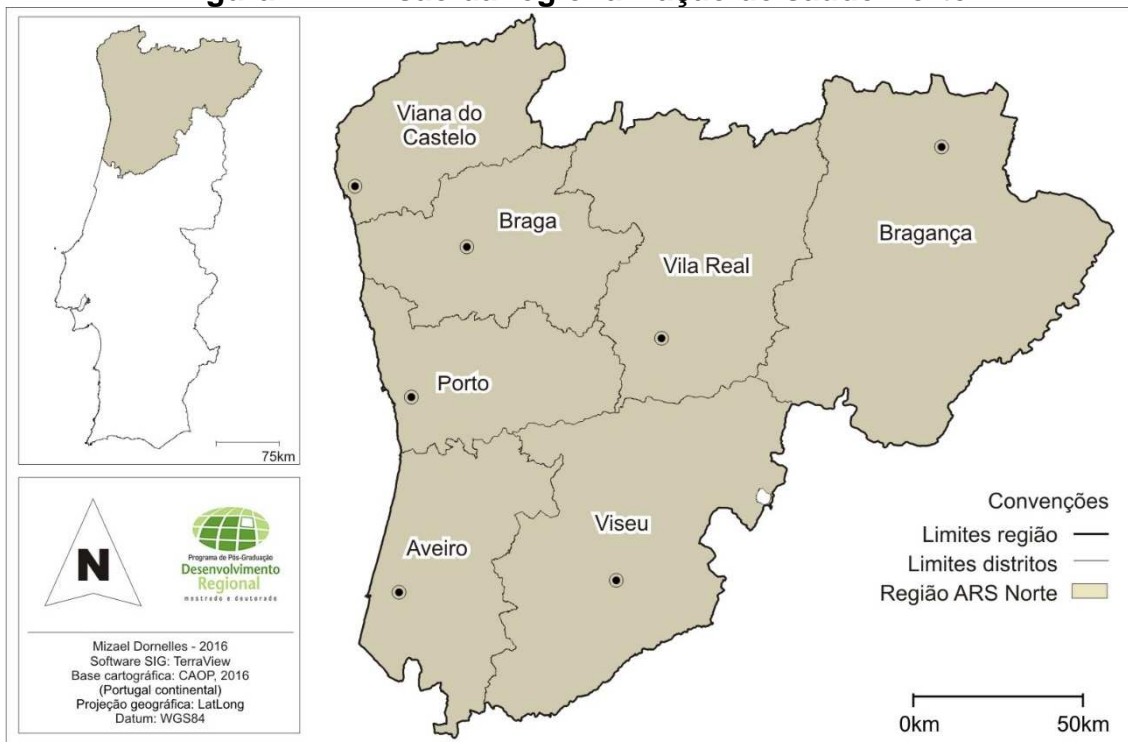 75km
N
Programa de Pós-Graduação
Desenvolvimento
Regional
mestrado e doutorado
Mizael Dornelles - 2016
Software SIG: TerraView
Base cartográfica: CAOP, 2016
(Portugal continental)
Projeção geográfica: LatLong
Datum: WGS84
Viana do
Castelo
Braga
Vila Real
Bragança
Porto
Aveiro
Viseu
Convenções
Limites região
Limites distritos
Região ARS Norte
0km 50km